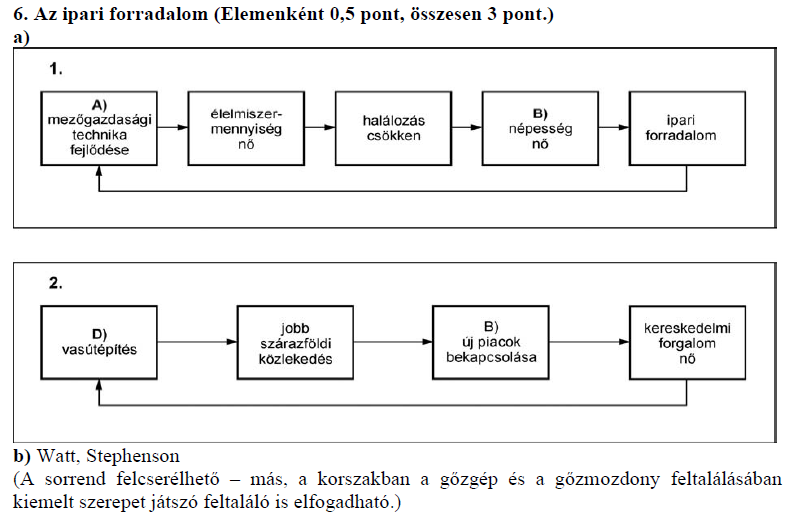 6. Az ipari forradalom (Elemenként 0,5 pont, összesen 3 pont.)
a)
1.
A)
mezőgazdasági
technika
fejlődése
élelmiszer-
mennyiség
nő
halálozás
csökken
B)
népesség
nő
ipari
forradalom
2.
D)
vasútépítés
jobb
szárazföldi
közlekedés
B)
új piacok
bekapcsolása
kereskedelmi
forgalom
nő
b) Watt, Stephenson
(A sorrend felcserélhető – más, a korszakban a gőzgép és a gőzmozdony feltalálásában
kiemelt szerepet játszó feltaláló is elfogadható.)